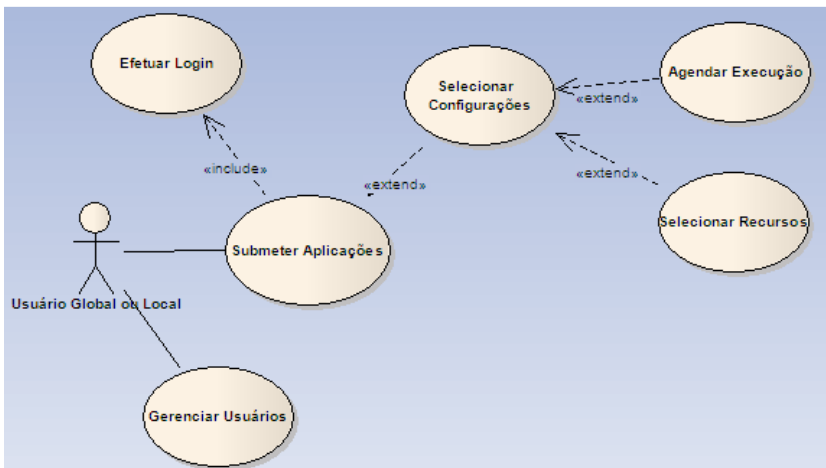 Efetuar Login
Selecionar
Configurações
Agendar Execução
«extend»
«include»
«extend»
«extend»
Submeter Aplicações
Selecionar Recursos
Usuário Global ou Local
Gerenciar Usuários